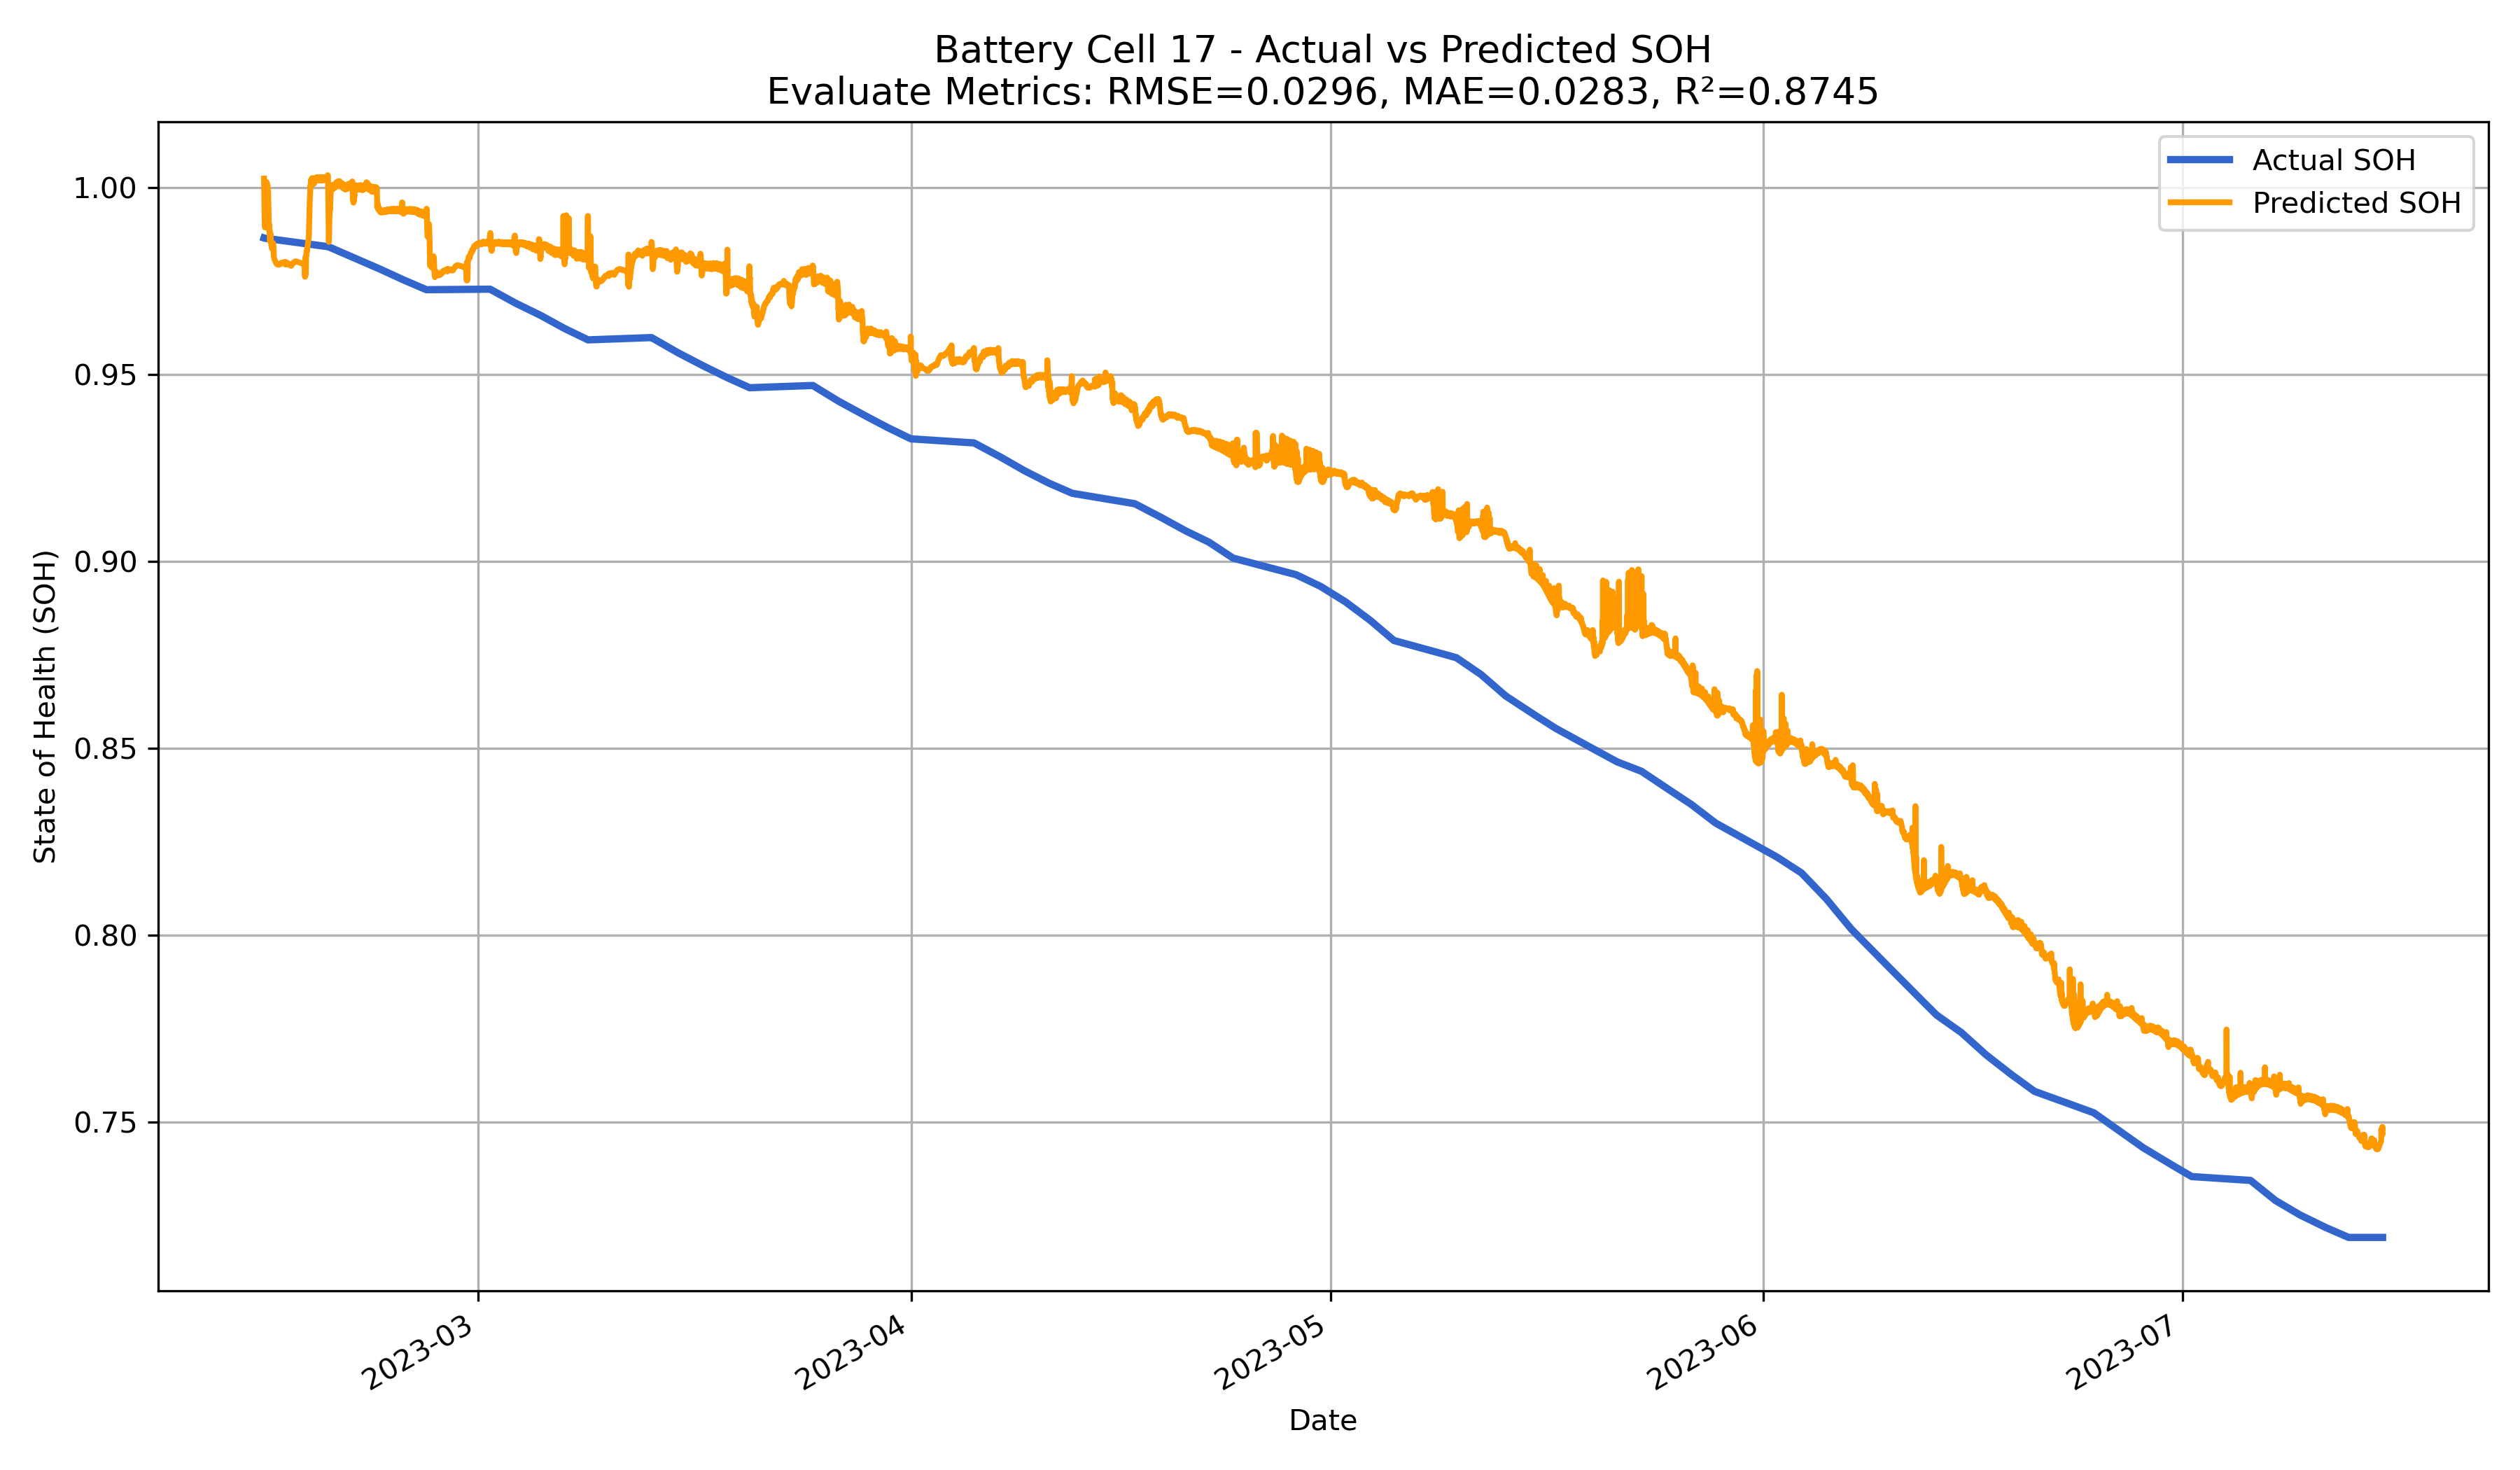 Battery Cell 17 - Actual vs Predicted SOH
Evaluate Metrics: RMSE=0.0296, MAE=0.0283, R²=0.8745
Actual SOH
Predicted SOH
State of Health (SOH)
1.00
0.95
0.90
0.85
0.80
0.75
2023-03
2023-04
2023-05
2023-06
2023-07
Date